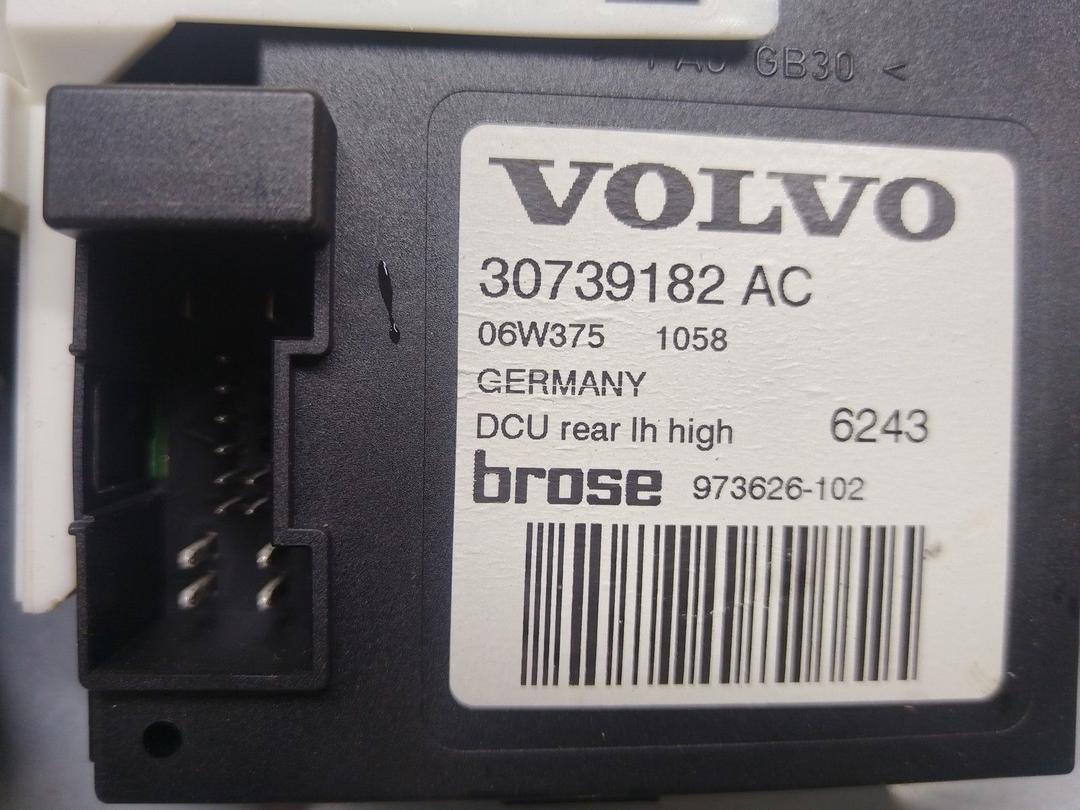 GB30 <
VOLVO
30739182 AC
06W375 1058
GERMANY
DCU rear lh high 6243
brose 973626-102